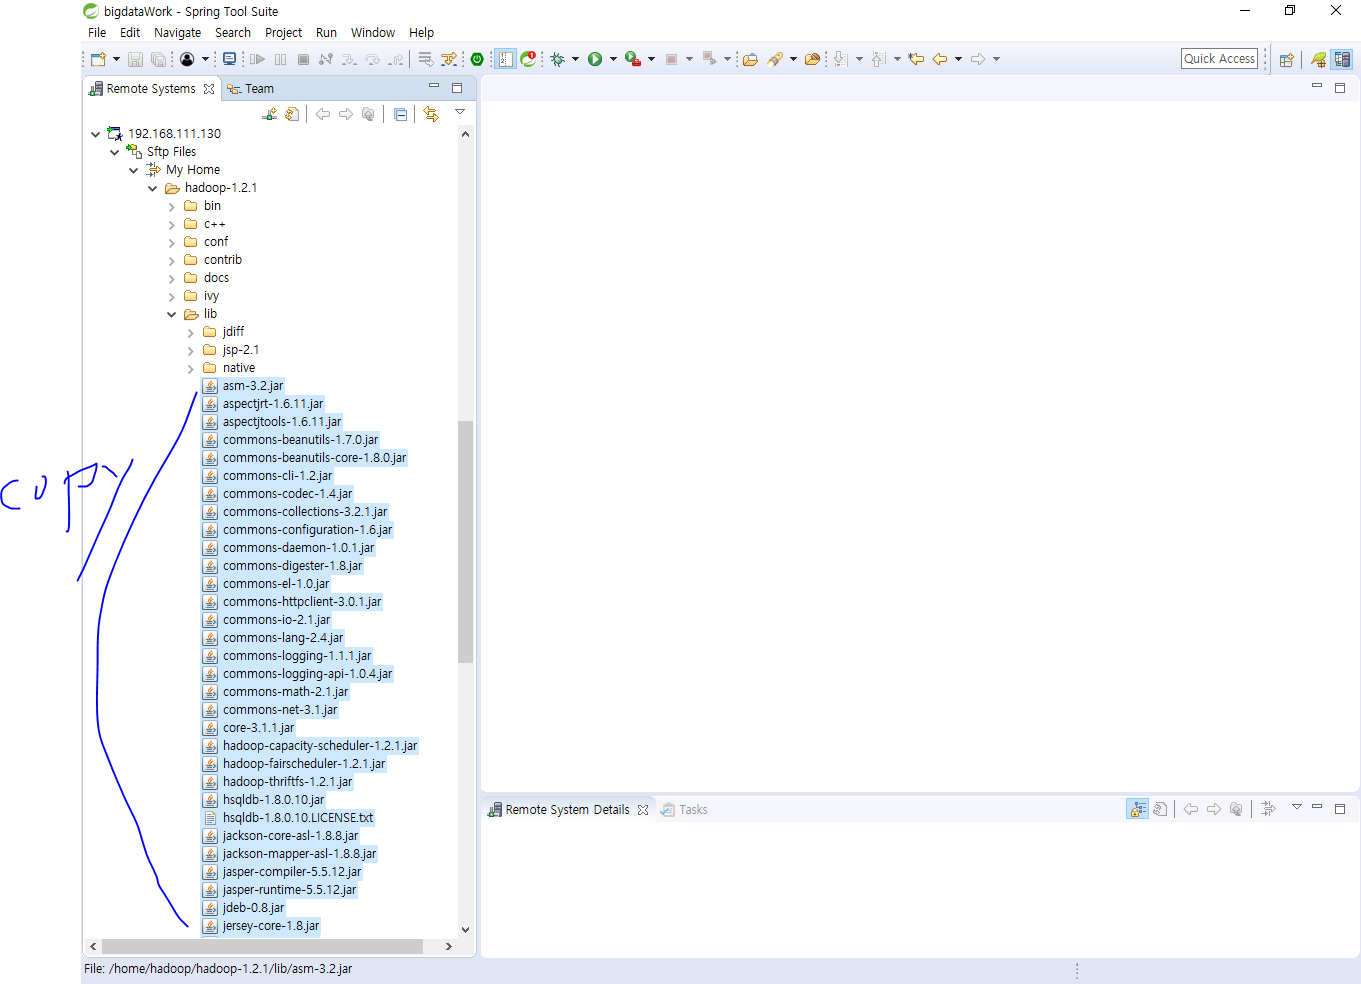 bigdataWork - Spring Tool Suite
File Edit Navigate Search Project Run Window Help
Quick Access
Remote Systems Team
192.168.111.130
Sftp Files
My Home
hadoop-1.2.1
bin
c++
conf
contrib
docs
ivy
lib
jdiff
jsp-2.1
native
asm-3.2.jar
aspectjrt-1.6.11.jar
aspectjtools-1.6.11.jar
commons-beanutils-1.7.0.jar
commons-beanutils-core-1.8.0.jar
commons-cli-1.2.jar
commons-codec-1.4.jar
copy
commons-collections-3.2.1.jar
commons-configuration-1.6.jar
commons-daemon-1.0.1.jar
commons-digester-1.8.jar
commons-el-1.0.jar
commons-httpclient-3.0.1.jar
commons-io-2.1.jar
commons-lang-2.4.jar
commons-logging-1.1.1.jar
commons-logging-api-1.0.4.jar
commons-math-2.1.jar
commons-net-3.1.jar
core-3.1.1.jar
hadoop-capacity-scheduler-1.2.1.jar
hadoop-fairscheduler-1.2.1.jar
hadoop-thriftfs-1.2.1.jar
hsqldb-1.8.0.10.jar
hsqldb-1.8.0.10.LICENSE.txt
jackson-core-asl-1.8.8.jar
jackson-mapper-asl-1.8.8.jar
jasper-compiler-5.5.12.jar
jasper-runtime-5.5.12.jar
jdeb-0.8.jar
jersey-core-1.8.jar
Remote System Details Tasks
File: /home/hadoop/hadoop-1.2.1/lib/asm-3.2.jar